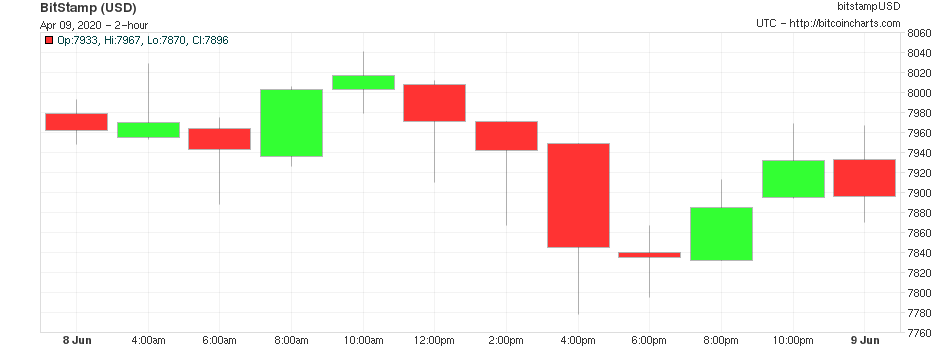 BitStamp (USD)
bitstampUSD
Apr 09, 2020 - 2-hour
UTC - http://bitcoincharts.com
Op:7933, Hi:7967, Lo:7870, Cl:7896
8060
8040
8020
8000
7980
7960
7940
7920
7900
7880
7860
7840
7820
7800
7780
7760
8 Jun 4:00am 6:00am 8:00am 10:00am 12:00pm 2:00pm 4:00pm 6:00pm 8:00pm 10:00pm 9 Jun